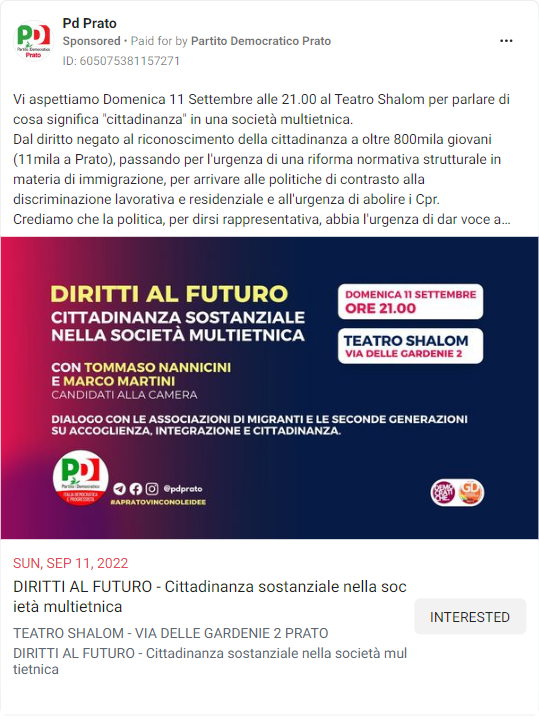 Pd Prato
Sponsored • Paid for by Partito Democratico Prato
ID: 605075381157271
PD
Partito Democratico
Prato
Vi aspettiamo Domenica 11 Settembre alle 21.00 al Teatro Shalom per parlare di
cosa significa "cittadinanza" in una società multietnica.
Dal diritto negato al riconoscimento della cittadinanza a oltre 800mila giovani
(11mila a Prato), passando per l'urgenza di una riforma normativa strutturale in
materia di immigrazione, per arrivare alle politiche di contrasto alla
discriminazione lavorativa e residenziale e all'urgenza di abolire i Cpr.
Crediamo che la politica, per dirsi rappresentativa, abbia l'urgenza di dar voce a...
DIRITTI AL FUTURO
CITTADINANZA SOSTANZIALE
NELLA SOCIETÀ MULTIETNICA
DOMENICA 11 SETTEMBRE
ORE 21.00
TEATRO SHALOM
VIA DELLE GARDENIE 2
CON TOMMASO NANNICINI
E MARCO MARTINI
CANDIDATI ALLA CAMERA
DIALOGO CON LE ASSOCIAZIONI DI MIGRANTI E LE SECONDE GENERAZIONI
SU ACCOGLIENZA, INTEGRAZIONE E CITTADINANZA.
PD
Partito Democratico
ITALIA DEMOCRATICA
E PROGRESSISTA
@pdprato
#APRATOVINCONOLEIDEE
DEMO
CRATI
CHE
GD
SUN, SEP 11, 2022
DIRITTI AL FUTURO - Cittadinanza sostanziale nella soc
ietà multietnica
TEATRO SHALOM - VIA DELLE GARDENIE 2 PRATO
DIRITTI AL FUTURO - Cittadinanza sostanziale nella società mul
tietnica
INTERESTED